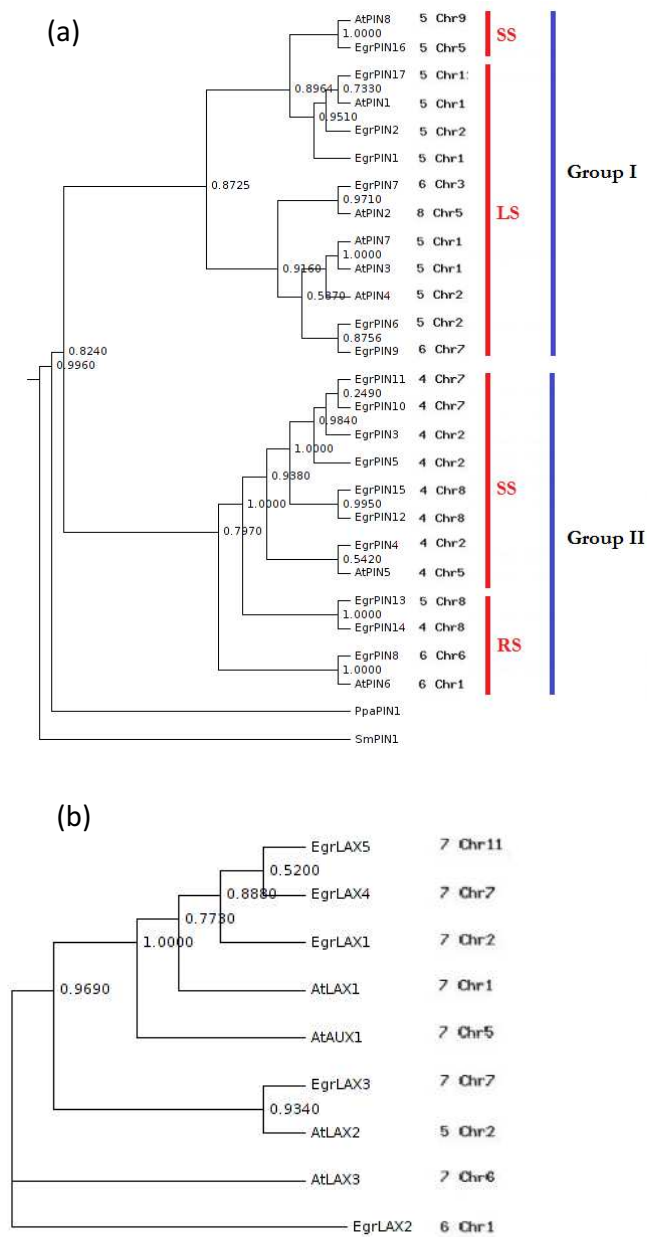 (a)
AtPIN8 5 Chr9
1.0000 SS
EgrPIN16 5 Chr5
EgrPIN17 5 Chr11
0.8964 0.7330
AtPIN1 5 Chr1
0.9510
EgrPIN2 5 Chr2
EgrPIN1 5 Chr1
Group I
0.8725
EgrPIN7 6 Chr3
0.9710
AtPIN2 8 Chr5
LS
AtPIN7 5 Chr1
0.9160 1.0000
AtPIN3 5 Chr1
0.5870
AtPIN4 5 Chr2
EgrPIN6 5 Chr2
0.8756
EgrPIN9 6 Chr7
0.8240
0.9960
EgrPIN11 4 Chr7
0.2490
EgrPIN10 4 Chr7
0.9840
EgrPIN3 4 Chr2
1.0000
EgrPIN5 4 Chr2
0.9380
SS
EgrPIN15 4 Chr8
1.0000 0.9950
EgrPIN12 4 Chr8
0.7970
Group II
EgrPIN4 4 Chr2
0.5420
AtPIN5 4 Chr5
EgrPIN13 5 Chr8
1.0000
EgrPIN14 4 Chr8
RS
EgrPIN8 6 Chr6
1.0000
AtPIN6 6 Chr1
PpaPIN1
SmPIN1
(b)
EgrLAX5 7 Chr11
0.5200
0.8880
EgrLAX4 7 Chr7
0.7730
EgrLAX1 7 Chr2
1.0000
AtLAX1 7 Chr1
0.9690
AtAUX1 7 Chr5
EgrLAX3 7 Chr7
0.9340
AtLAX2 5 Chr2
AtLAX3 7 Chr6
EgrLAX2 6 Chr1